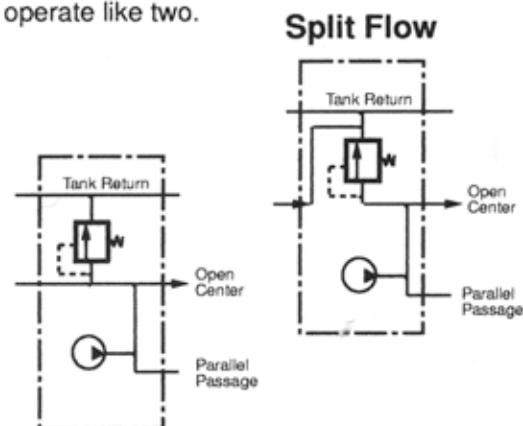 operate like two.
Split Flow
Tank Return
Open
Center
Parallel
Passage
Tank Return
Open
Center
Parallel
Passage